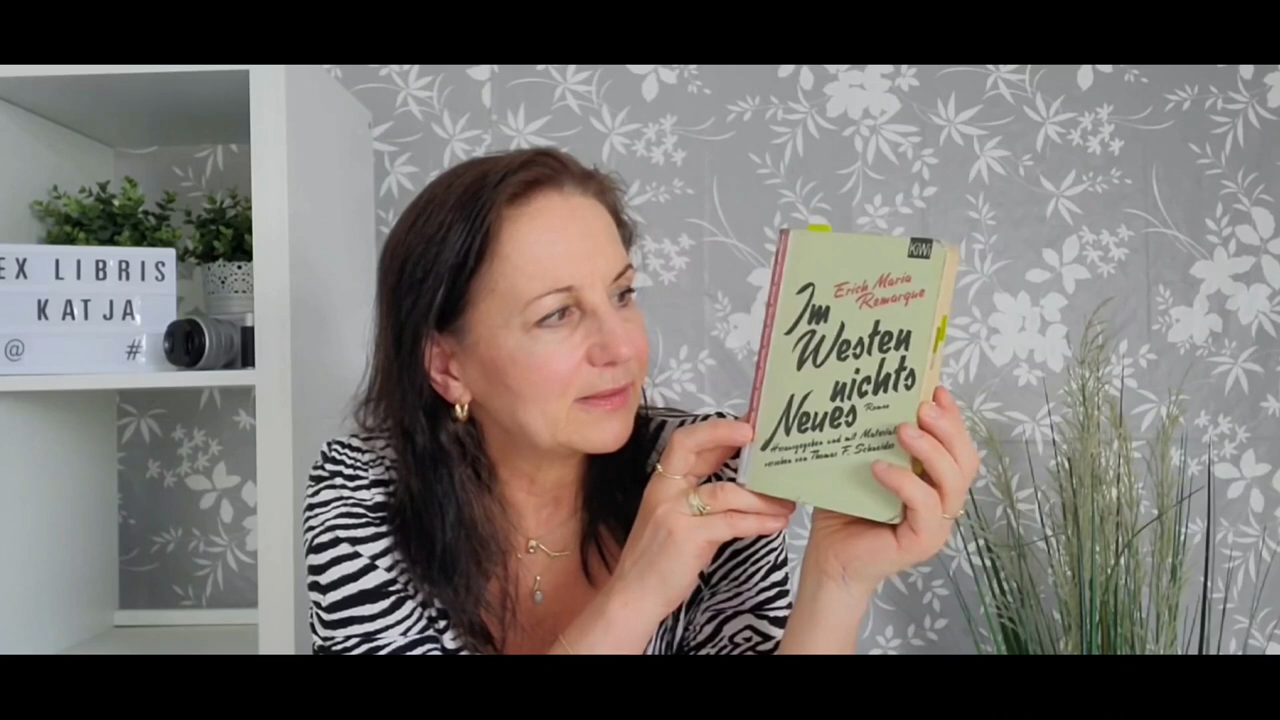 EX LIBRIS
KATJA
@ #
KiWi
Erich Maria
Remarque
Im
Westen
nichts
Neues
Roman
Herausgegeben und mit
versehen von Thomas F. Schneider